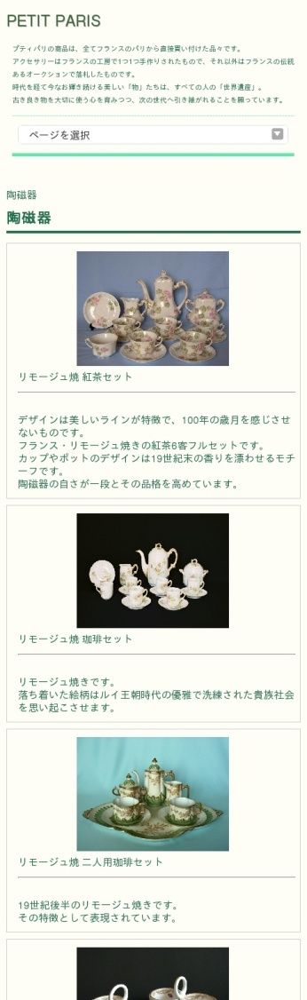 PETIT PARIS
プティパリの商品は、全てフランスのパリから直接買い付けた品々です。
アクセサリーはフランスの工房で1つ1つ手作りされたもので、それ以外はフランスの伝統
あるオークションで落札したものです。
時代を経て今なお輝き続ける美しい「物」たちは、すべての人の「世界遺産」。
古き良き物を大切に使う心を育みつつ、次の世代へ引き継がれることを願っています。
ページを選択
陶磁器
陶磁器
リモージュ焼 紅茶セット
デザインは美しいラインが特徴で、100年の歳月を感じさせ
ないものです。
フランス・リモージュ焼きの紅茶6客フルセットです。
カップやポットのデザインは19世紀末の香りを漂わせるモチ
ーフです。
陶磁器の白さが一段とその品格を高めています。
リモージュ焼 珈琲セット
リモージュ焼きです。
落ち着いた絵柄はルイ王朝時代の優雅で洗練された貴族社会
を思い起こさせます。
リモージュ焼 二人用珈琲セット
19世紀後半のリモージュ焼きです。
その特徴として表現されています。